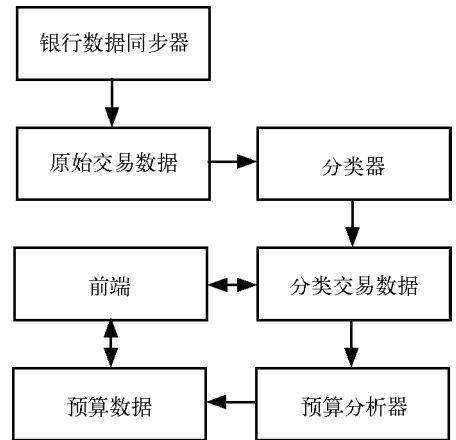 银行数据同步器
原始交易数据
分类器
前端
分类交易数据
预算数据
预算分析器